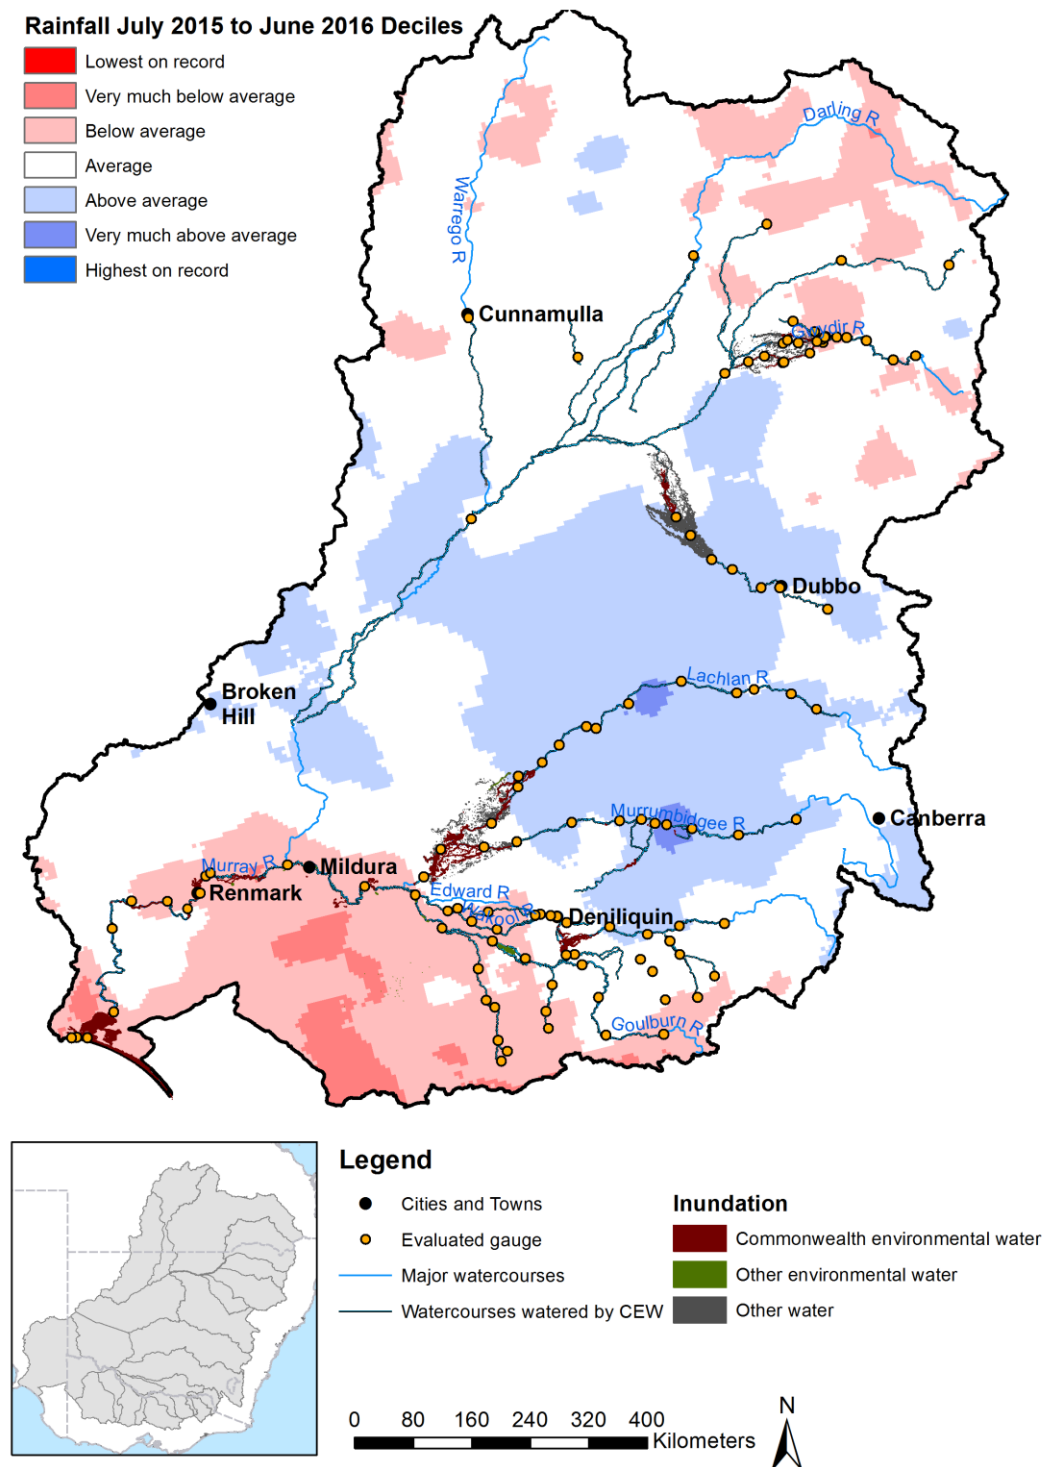 Rainfall July 2015 to June 2016 Deciles
Lowest on record
Very much below average
Below average
Average
Above average
Very much above average
Highest on record
Darling R
Warrego R
Cunnamulla
Gwydir R
Dubbo
Lachlan R
Broken
Hill
Murrumbidgee R
Canberra
Murray R
Mildura
Renmark
Edward R
Wakool R
Deniliquin
Goulburn R
Legend
Cities and Towns
Evaluated gauge
Major watercourses
Watercourses watered by CEW
Inundation
Commonwealth environmental water
Other environmental water
Other water
0 80 160 240 320 400
Kilometers
N